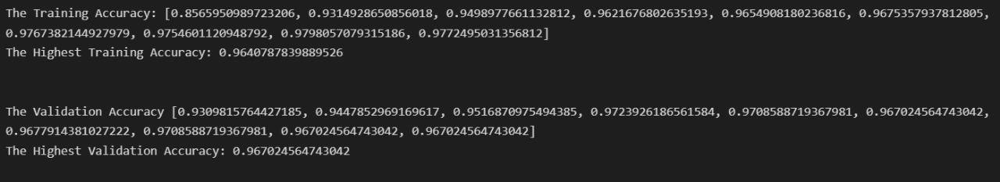 The Training Accuracy: [0.8565950989723206, 0.9314928650856018, 0.9498977661132812, 0.9621676802635193, 0.9654908180236816, 0.9675357937812805,
0.9767382144927979, 0.9754601120948792, 0.9798057079315186, 0.9772495031356812]
The Highest Training Accuracy: 0.9640787839889526
The Validation Accuracy [0.9309815764427185, 0.9447852969169617, 0.9516870975494385, 0.9723926186561584, 0.9708588719367981, 0.967024564743042,
0.9677914381027222, 0.9708588719367981, 0.967024564743042, 0.967024564743042]
The Highest Validation Accuracy: 0.967024564743042